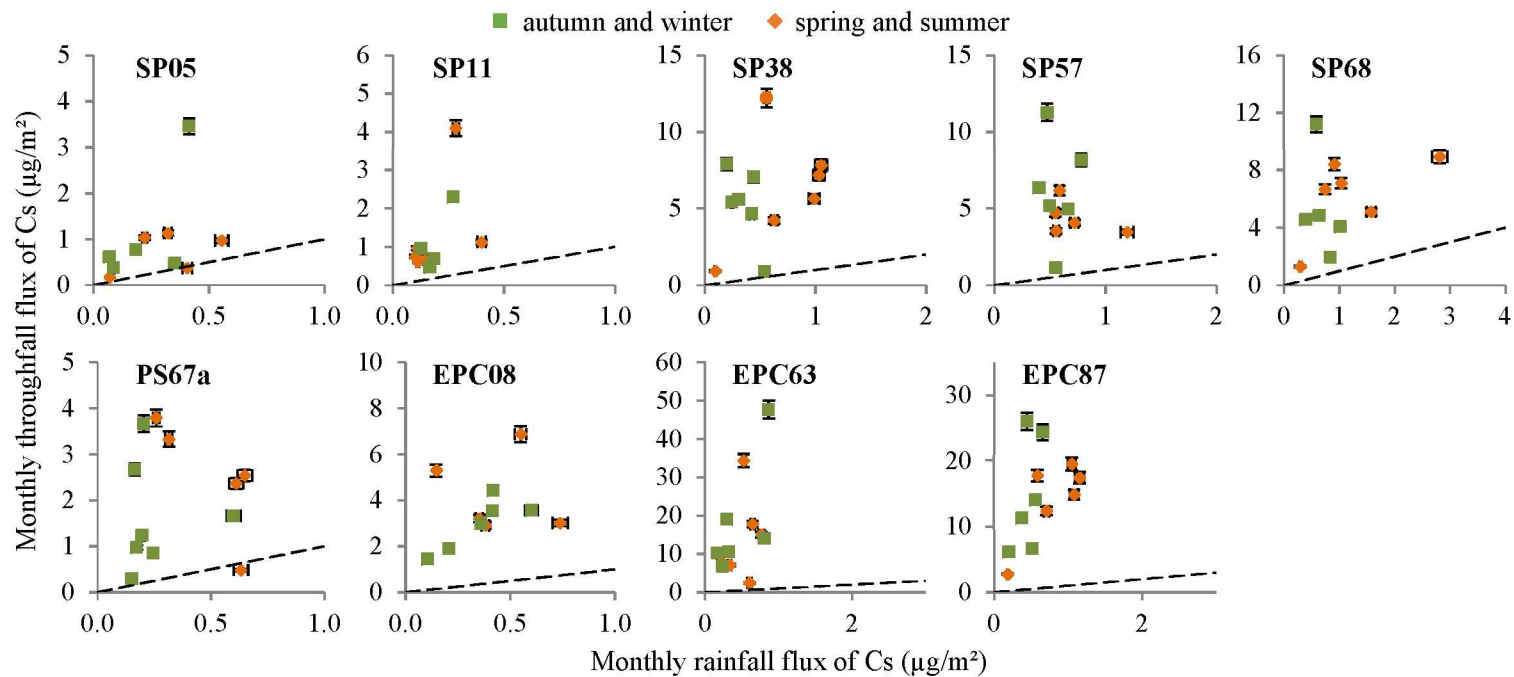 autumn and winter spring and summer
SP05
5
4
3
2
1
0
0.0 0.5 1.0
SP11
6
5
4
3
2
1
0
0.0 0.5 1.0
SP38
15
10
5
0
0 1 2
SP57
15
10
5
0
0 1 2
SP68
16
12
8
4
0
0 1 2 3 4
PS67a
5
4
3
2
1
0
0.0 0.5 1.0
EPC08
10
8
6
4
2
0
0.0 0.5 1.0
EPC63
60
50
40
30
20
10
0
0 2
EPC87
30
20
10
0
0 2
Monthly throughfall flux of Cs (µg/m²)
Monthly rainfall flux of Cs (µg/m²)